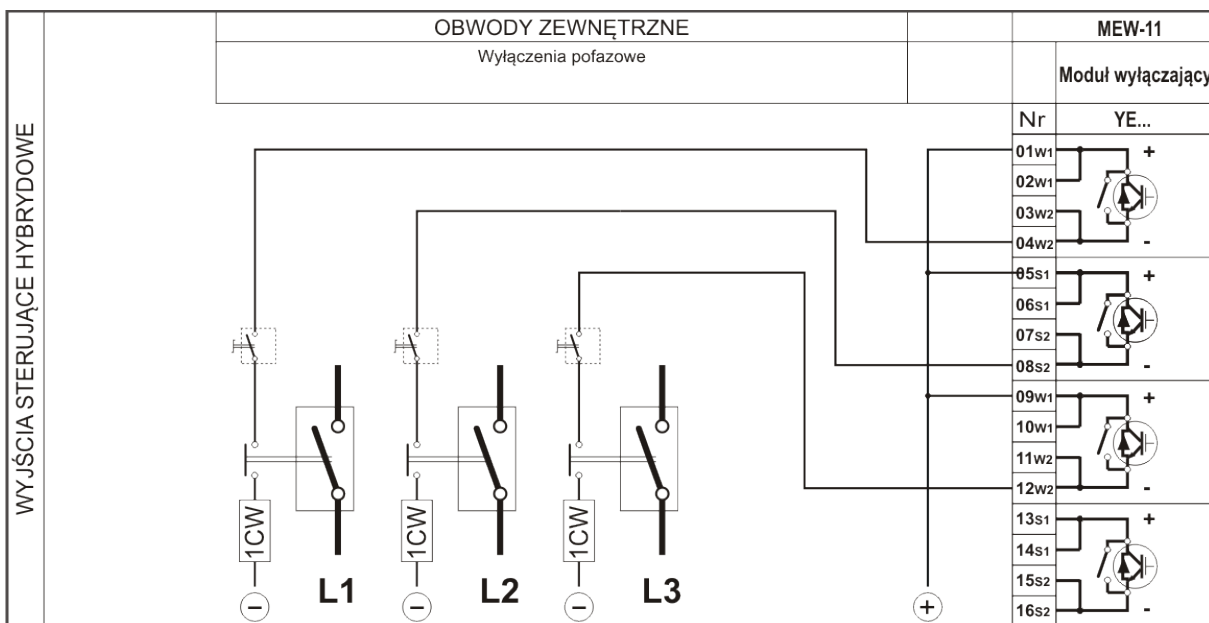 OBWODY ZEWNĘTRZNE
MEW-11
Wyłączenia pofazowe
Moduł wyłączający
Nr
YE...
WYJŚCIA STERUJĄCE HYBRYDOWE
01W1
+
02W1
03W2
04W2
-
05S1
+
06S1
07S2
08S2
-
09W1
+
10W1
11W2
12W2
-
13S1
+
14S1
15S2
16S2
-
1CW
1CW
1CW
L1
L2
L3
−
−
−
+